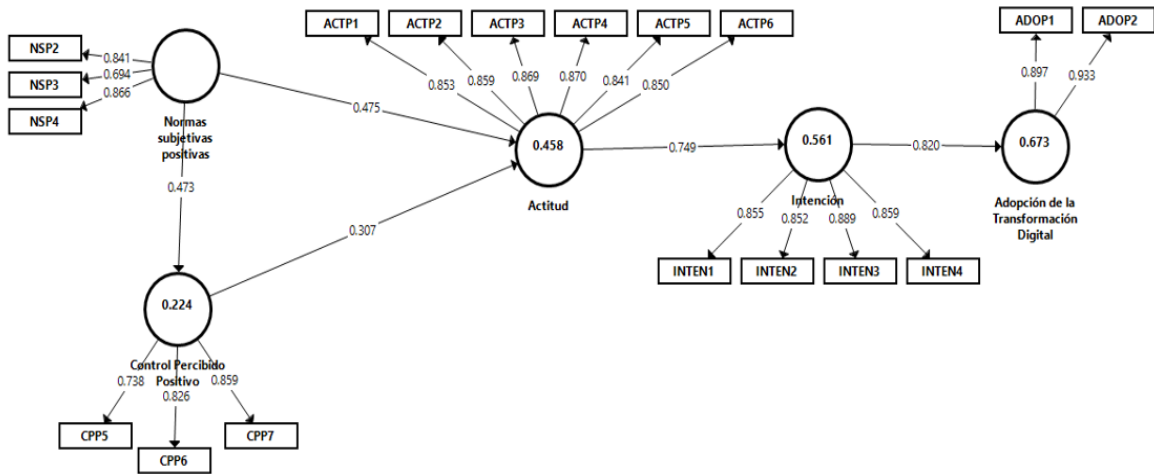 ACTP1
ACTP2
ACTP3
ACTP4
ACTP5
ACTP6
ADOP1
ADOP2
NSP2
NSP3
NSP4
0.841
0.694
0.866
Normas
subjetivas
positivas
0.853
0.859
0.869
0.870
0.841
0.850
0.897
0.933
0.475
0.458
Actitud
0.749
0.561
Intención
0.820
0.673
Adopción de la
Transformación
Digital
0.473
0.307
0.855
0.852
0.889
0.859
INTEN1
INTEN2
INTEN3
INTEN4
0.224
Control Percibido
Positivo
0.738
0.826
0.859
CPP5
CPP6
CPP7